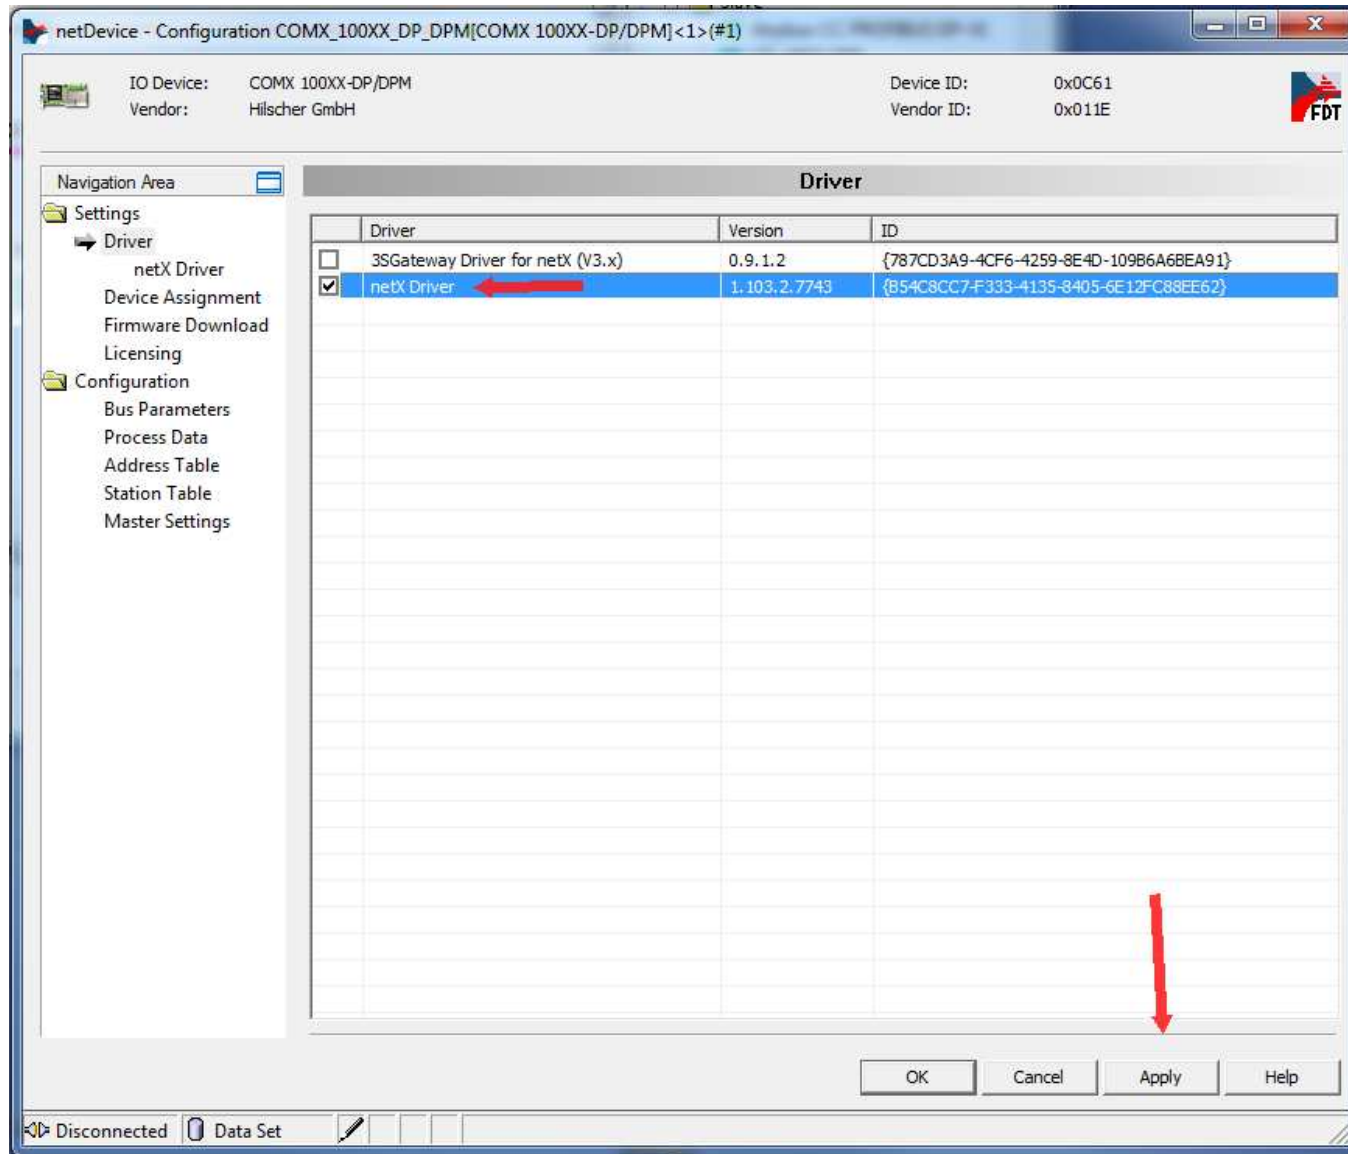 netDevice - Configuration COMX_100XX_DP_DPM[COMX 100XX-DP/DPM]<1>(#1)
IO Device: COMX 100XX-DP/DPM Device ID: 0x0C61
Vendor: Hilscher GmbH Vendor ID: 0x011E
FDT
Navigation Area
Driver
Settings
Driver
netX Driver
Device Assignment
Firmware Download
Licensing
Configuration
Bus Parameters
Process Data
Address Table
Station Table
Master Settings
Driver Version ID
3SGateway Driver for netX (V3.x) 0.9.1.2 {787CD3A9-4CF6-4259-8E4D-109B6A6BEA91}
netX Driver 1.103.2.7743 {B54C8CC7-F333-4135-8405-6E12FC88EE62}
OK Cancel Apply Help
Disconnected Data Set